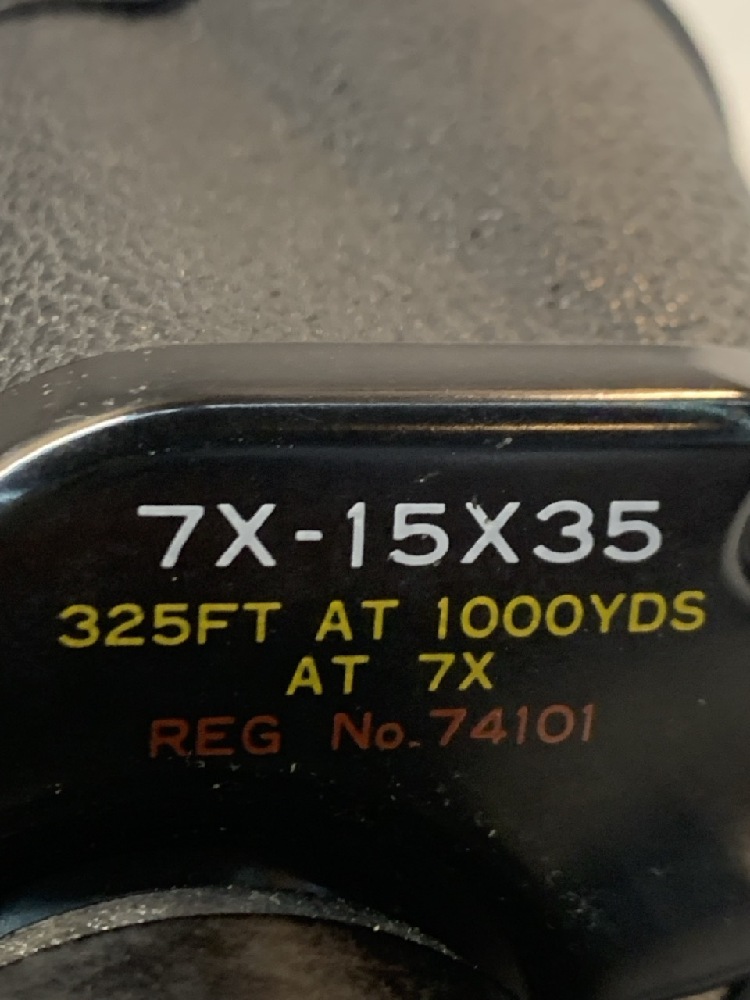 7X-15X35
325FT AT 1000YDS
AT 7X
REG No.74101